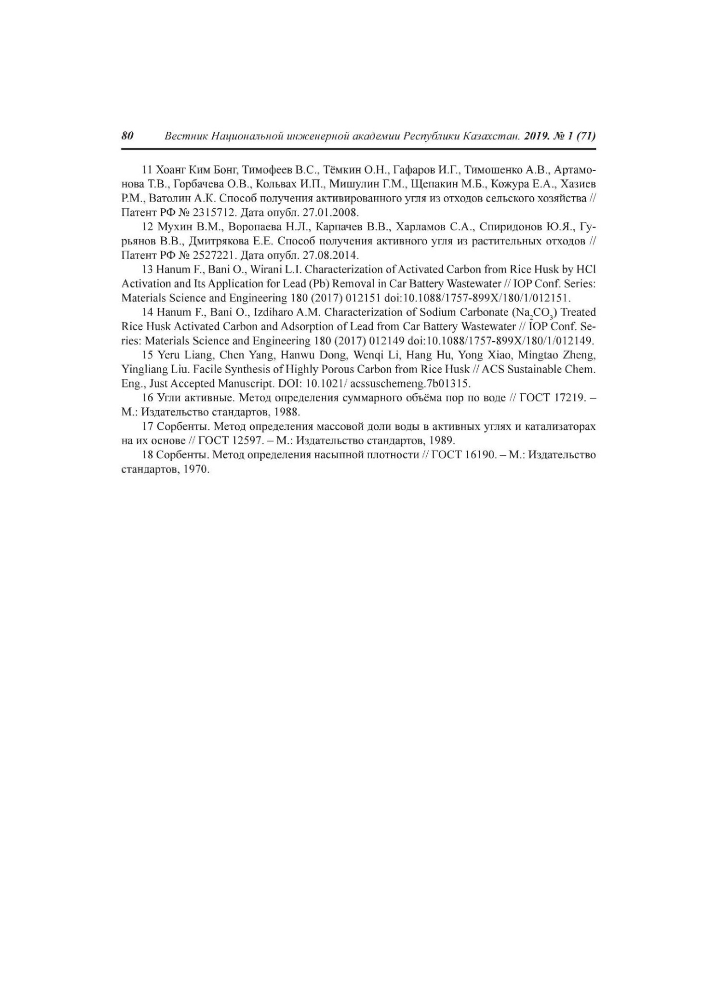 80 Вестник Национальной инженерной академии Республики Казахстан. 2019. № 1 (71)
11 Хоанг Ким Бонг, Тимофеев В.С., Тёмкин О.Н., Гафаров И.Г., Тимошенко А.В., Артамо-
нова Т.В., Горбачева О.В., Кольвах И.П., Мишулин Г.М., Щепакин М.Б., Кожура Е.А., Хазиев
Р.М., Ватолин А.К. Способ получения активированного угля из отходов сельского хозяйства //
Патент РФ № 2315712. Дата опубл. 27.01.2008.
12 Мухин В.М., Воропаева Н.Л., Карпачев В.В., Харламов С.А., Спиридонов Ю.Я., Гу-
рьянов В.В., Дмитрякова Е.Е. Способ получения активного угля из растительных отходов //
Патент РФ № 2527221. Дата опубл. 27.08.2014.
13 Hanum F., Bani O., Wirani L.I. Characterization of Activated Carbon from Rice Husk by HCl
Activation and Its Application for Lead (Pb) Removal in Car Battery Wastewater // IOP Conf. Series:
Materials Science and Engineering 180 (2017) 012151 doi:10.1088/1757-899X/180/1/012151.
14 Hanum F., Bani O., Izdiharo A.M. Characterization of Sodium Carbonate (Na₂CO₃) Treated
Rice Husk Activated Carbon and Adsorption of Lead from Car Battery Wastewater // IOP Conf. Se-
ries: Materials Science and Engineering 180 (2017) 012149 doi:10.1088/1757-899X/180/1/012149.
15 Yeru Liang, Chen Yang, Hanwu Dong, Wenqi Li, Hang Hu, Yong Xiao, Mingtao Zheng,
Yingliang Liu. Facile Synthesis of Highly Porous Carbon from Rice Husk // ACS Sustainable Chem.
Eng., Just Accepted Manuscript. DOI: 10.1021/ acssuschemeng.7b01315.
16 Угли активные. Метод определения суммарного объёма пор по воде // ГОСТ 17219. –
М.: Издательство стандартов, 1988.
17 Сорбенты. Метод определения массовой доли воды в активных углях и катализаторах
на их основе // ГОСТ 12597. – М.: Издательство стандартов, 1989.
18 Сорбенты. Метод определения насыпной плотности // ГОСТ 16190. – М.: Издательство
стандартов, 1970.